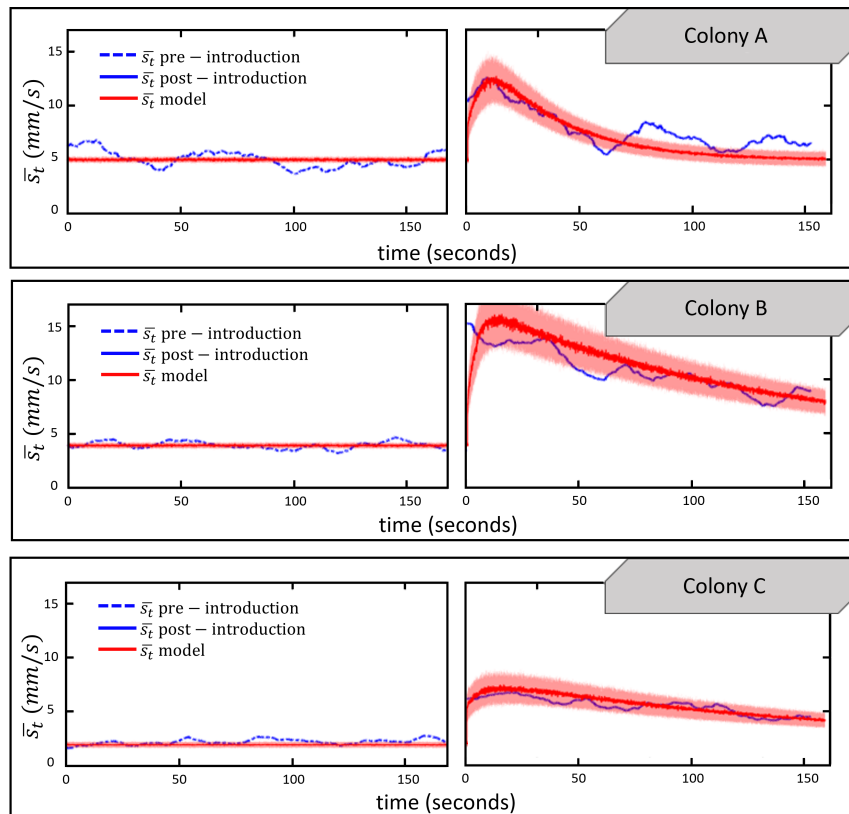 Colony A
15
10
5
0
s̄ₜ (mm/s)
s̄ₜ pre − introduction
s̄ₜ post − introduction
s̄ₜ model
0 50 100 150 0 50 100 150
time (seconds)
Colony B
15
10
5
0
s̄ₜ (mm/s)
s̄ₜ pre − introduction
s̄ₜ post − introduction
s̄ₜ model
0 50 100 150 0 50 100 150
time (seconds)
Colony C
15
10
5
0
s̄ₜ (mm/s)
s̄ₜ pre − introduction
s̄ₜ post − introduction
s̄ₜ model
0 50 100 150 0 50 100 150
time (seconds)